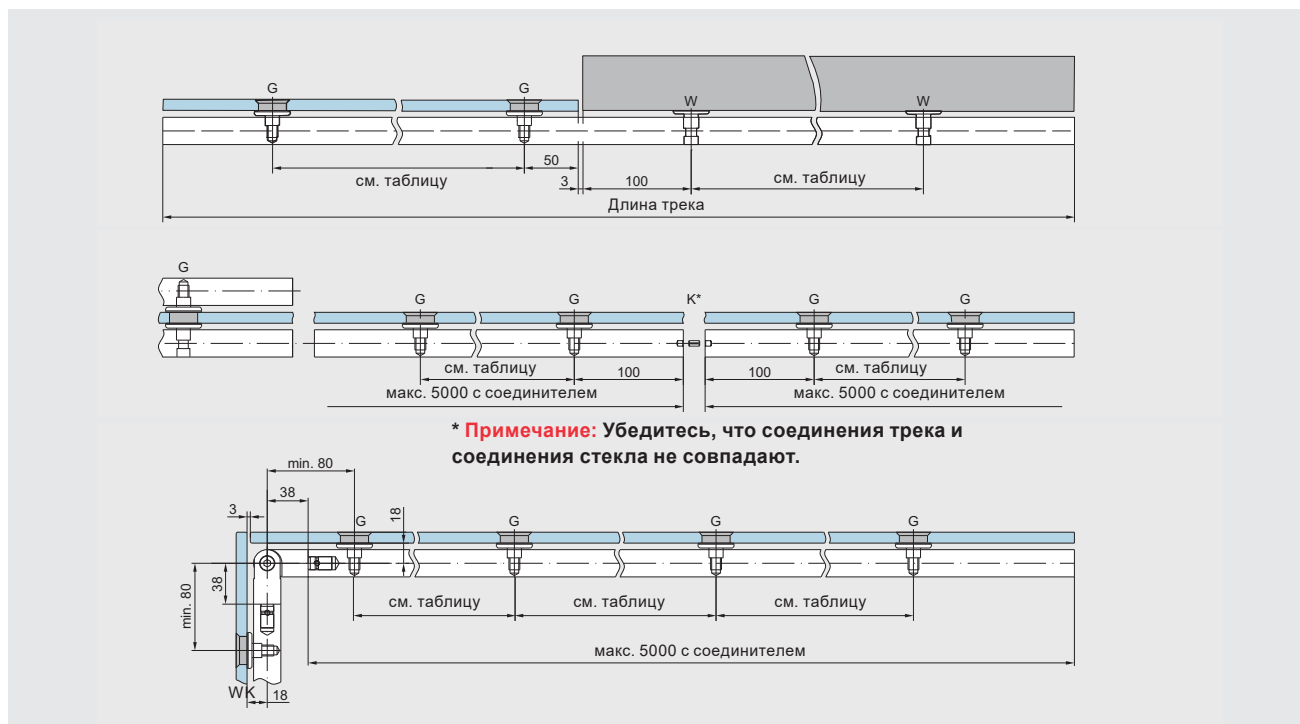 G
G
W
W
50
см. таблицу
3
100
см. таблицу
Длина трека
G
G
G
K*
G
G
см. таблицу
100
100
см. таблицу
макс. 5000 с соединителем
макс. 5000 с соединителем
* Примечание: Убедитесь, что соединения трека и
соединения стекла не совпадают.
min. 80
38
3
18
G
G
G
G
38
min. 80
см. таблицу
см. таблицу
см. таблицу
макс. 5000 с соединителем
WK
18